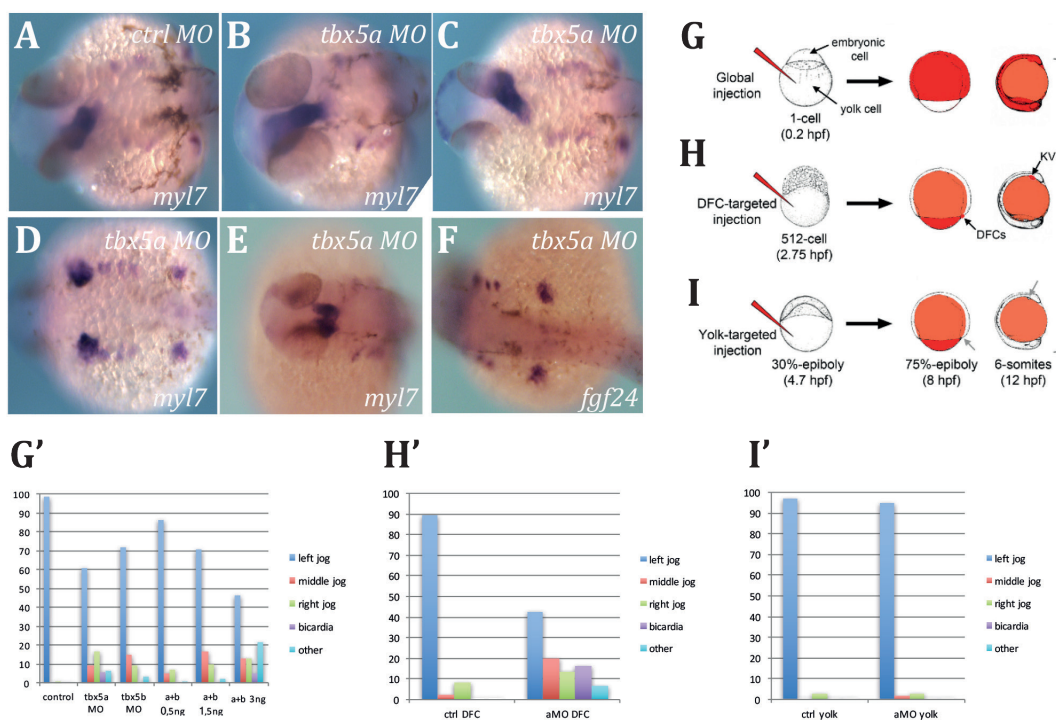 A
ctrl MO
myl7
B
tbx5a MO
myl7
C
tbx5a MO
myl7
D
tbx5a MO
myl7
E
tbx5a MO
myl7
F
tbx5a MO
fgf24
G
Global
injection
embryonic
cell
yolk cell
1-cell
(0.2 hpf)
H
DFC-targeted
injection
512-cell
(2.75 hpf)
DFCs
KV
I
Yolk-targeted
injection
30%-epiboly
(4.7 hpf)
75%-epiboly
(8 hpf)
6-somites
(12 hpf)
G'
100
90
80
70
60
50
40
30
20
10
0
control
tbx5a
MO
tbx5b
MO
a+b
0,5ng
a+b
1,5ng
a+b 3ng
left jog
middle jog
right jog
bicardia
other
H'
100
90
80
70
60
50
40
30
20
10
0
ctrl DFC
aMO DFC
left jog
middle jog
right jog
bicardia
other
I'
100
90
80
70
60
50
40
30
20
10
0
ctrl yolk
aMO yolk
left jog
middle jog
right jog
bicardia
other